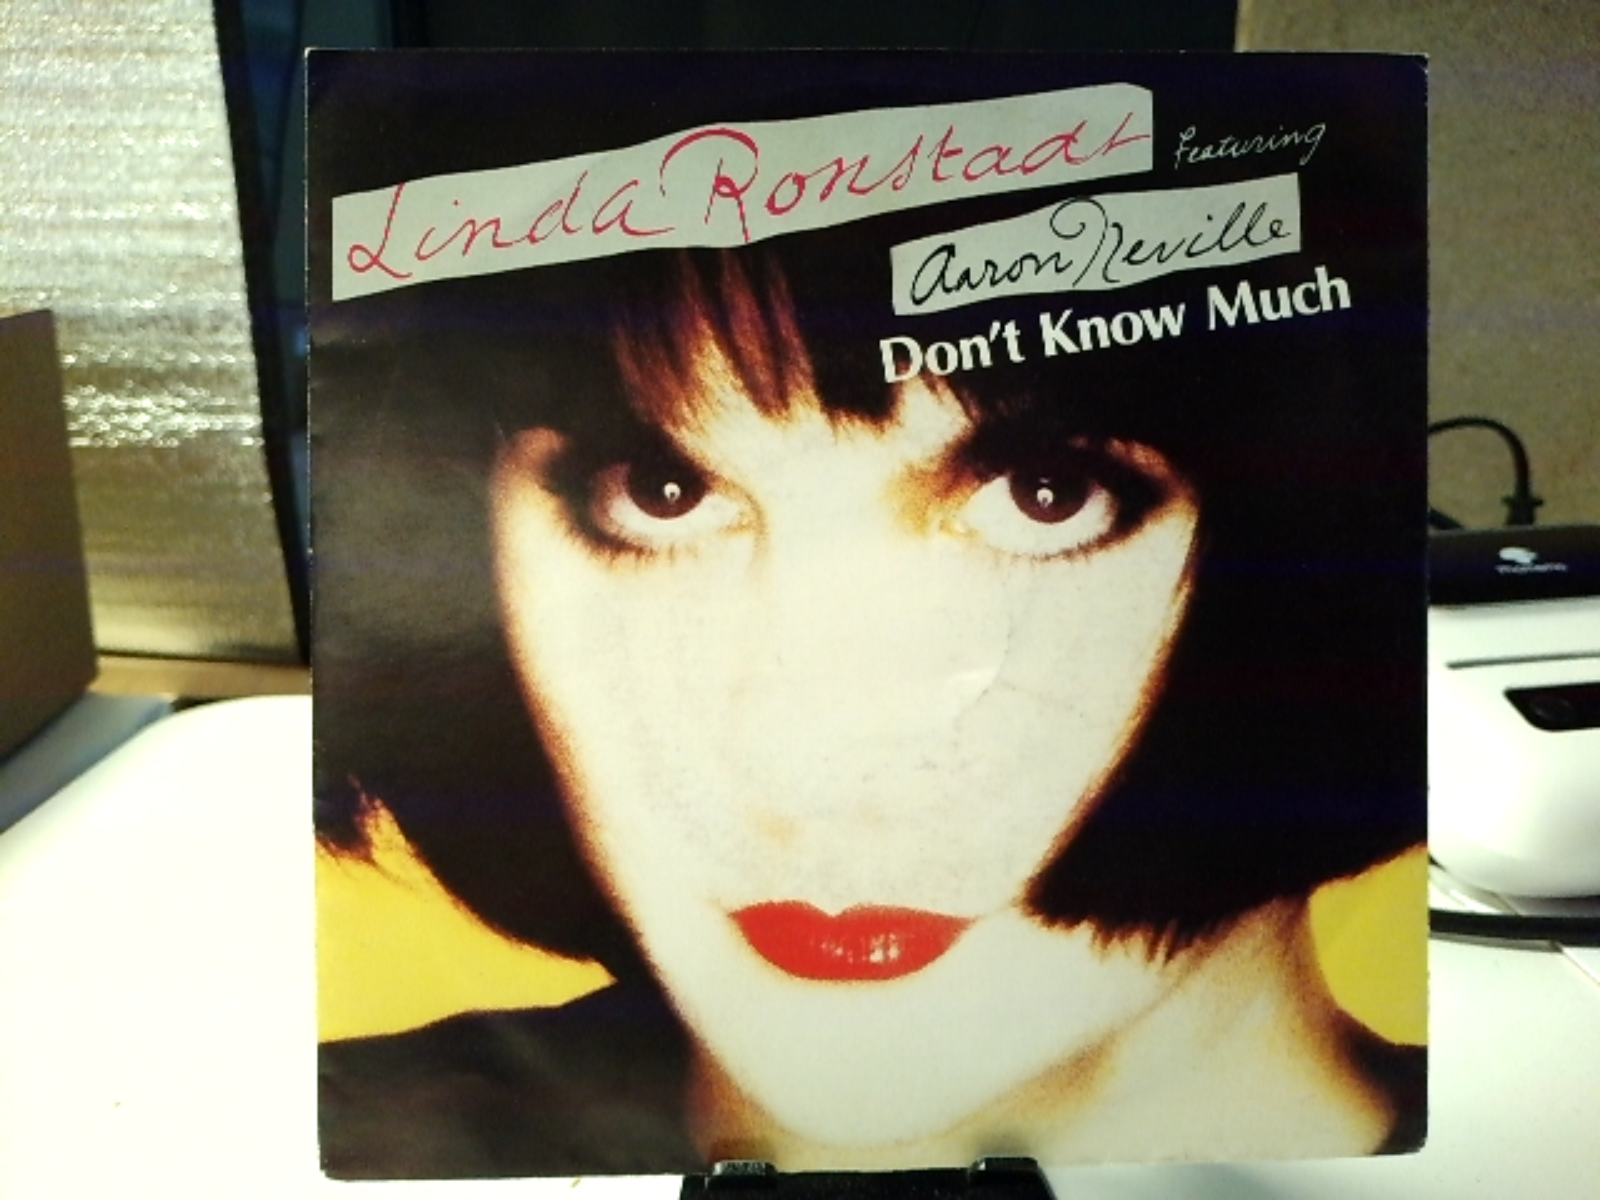 Linda Ronstadt featuring
Aaron Neville
Don't Know Much